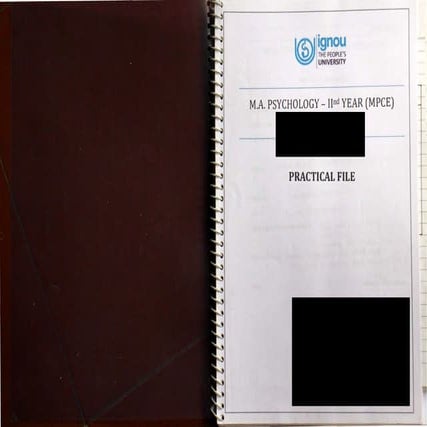 ignou
THE PEOPLE'S
UNIVERSITY
M.A. PSYCHOLOGY – IInd YEAR (MPCE)
PRACTICAL FILE